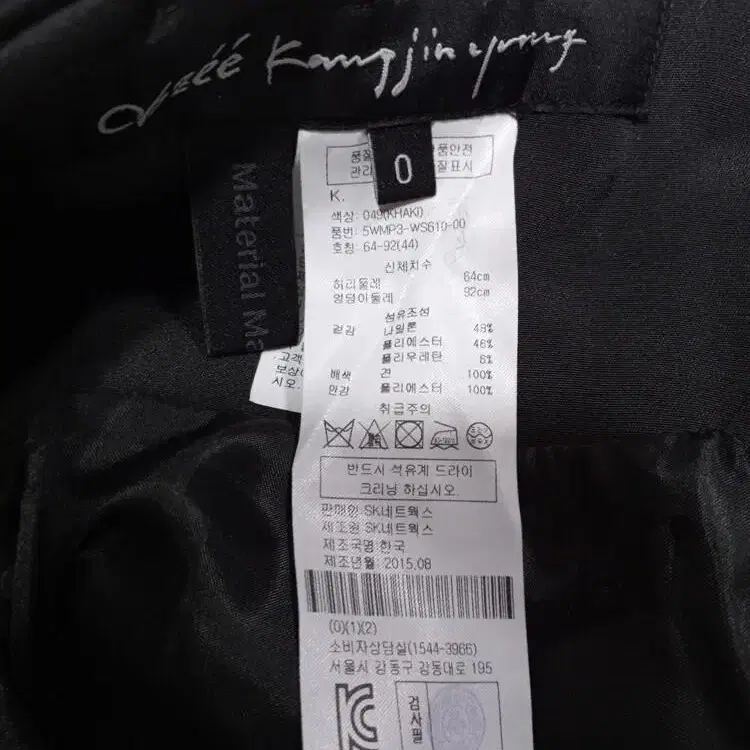 Obzéé Kangjinyoung
Material Ma
0
품질 품안전
관리 질표시
K.
색상: 049(KHAKI)
품번: 5WMP3-WS610-00
호칭: 64-92(44)
신체치수
허리둘레 64cm
엉덩이둘레 92cm
섬유조성
겉감 나일론 48%
폴리에스터 46%
폴리우레탄 6%
배색 견 100%
안감 폴리에스터 100%
취급주의
고객
보상
시오.
반드시 석유계 드라이
크리닝 하십시오.
판매원 SK네트웍스
제조원 SK네트웍스
제조국명 한국
제조년월: 2015.08
(0)(1)(2)
소비자상담실(1544-3966)
서울시 강동구 강동대로 195
검사필